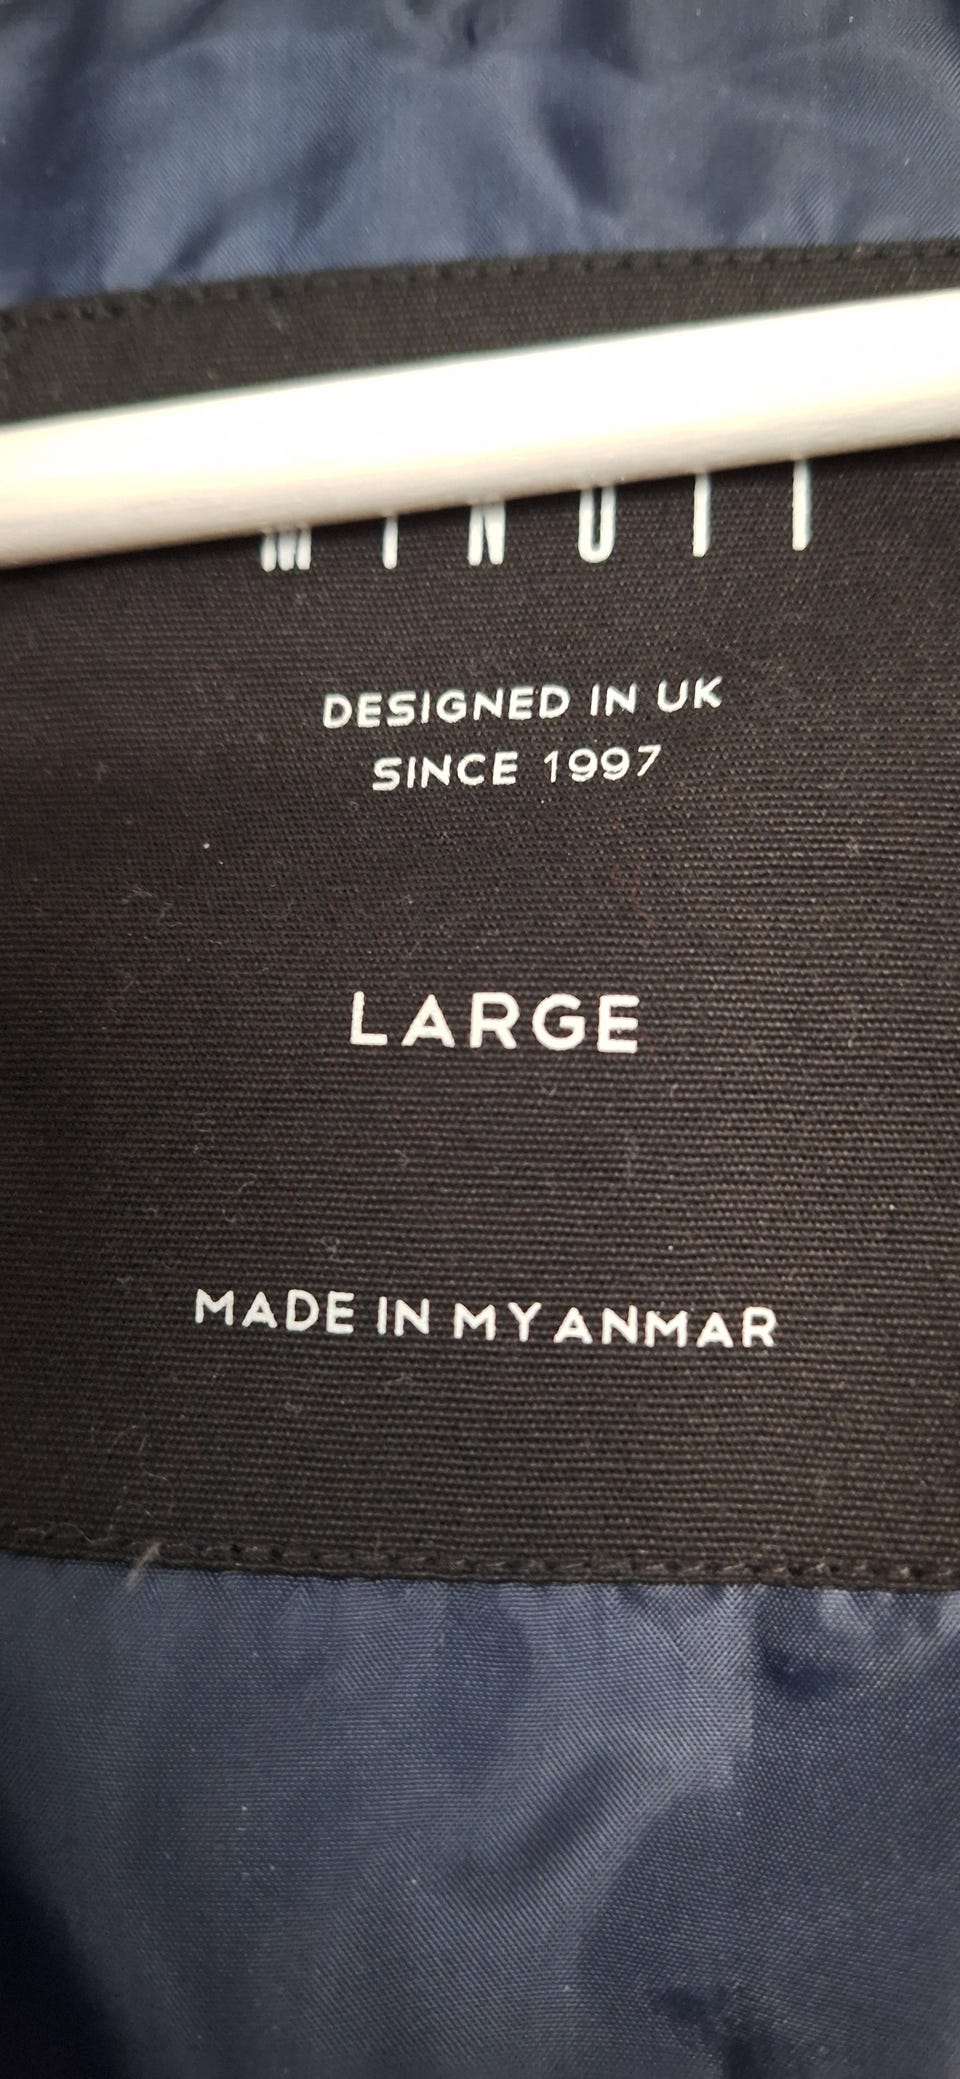 DESIGNED IN UK
SINCE 1997
LARGE
MADE IN MYANMAR